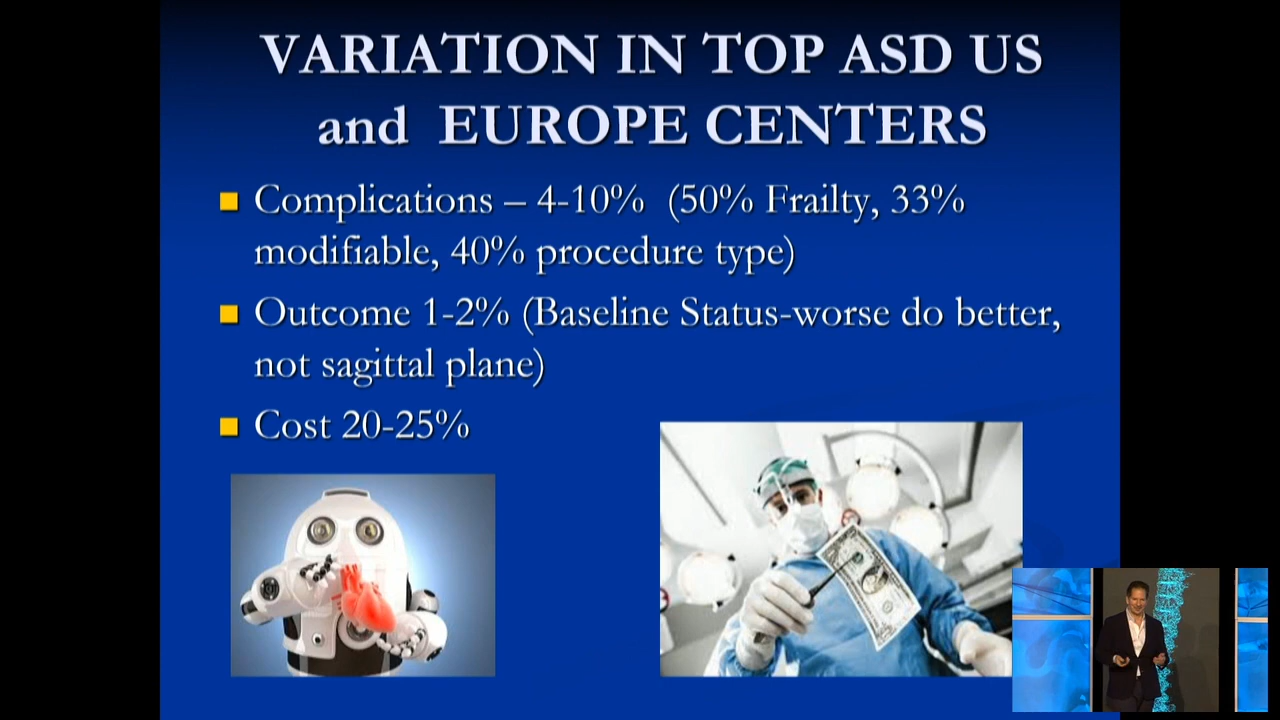 VARIATION IN TOP ASD US
and EUROPE CENTERS
Complications – 4-10% (50% Frailty, 33%
modifiable, 40% procedure type)
Outcome 1-2% (Baseline Status-worse do better,
not sagittal plane)
Cost 20-25%